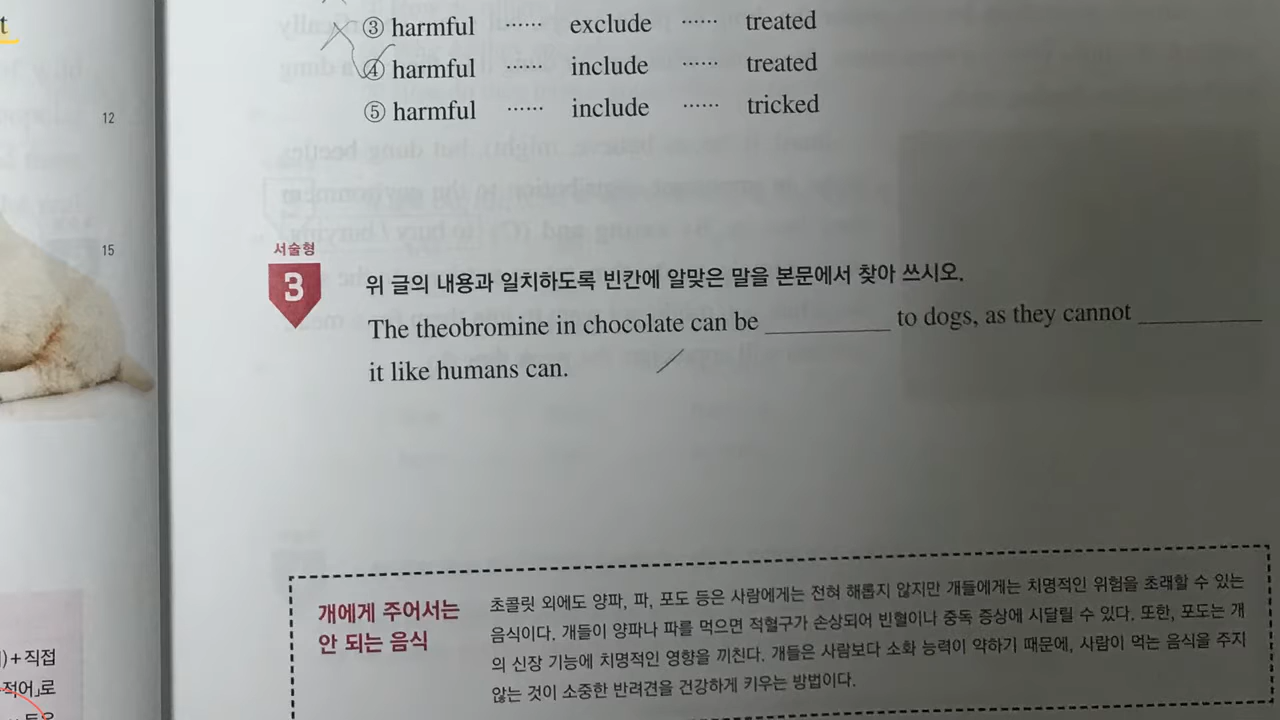 t
12
15
③ harmful ······ exclude ······ treated
④ harmful ······ include ······ treated
⑤ harmful ······ include ······ tricked
서술형
3
위 글의 내용과 일치하도록 빈칸에 알맞은 말을 본문에서 찾아 쓰시오.
The theobromine in chocolate can be __________ to dogs, as they cannot __________
it like humans can.
개에게 주어서는
안 되는 음식
초콜릿 외에도 양파, 파, 포도 등은 사람에게는 전혀 해롭지 않지만 개들에게는 치명적인 위험을 초래할 수 있는
음식이다. 개들이 양파나 파를 먹으면 적혈구가 손상되어 빈혈이나 중독 증상에 시달릴 수 있다. 또한, 포도는 개
의 신장 기능에 치명적인 영향을 끼친다. 개들은 사람보다 소화 능력이 약하기 때문에, 사람이 먹는 음식을 주지
않는 것이 소중한 반려견을 건강하게 키우는 방법이다.
)+직접
적어」로